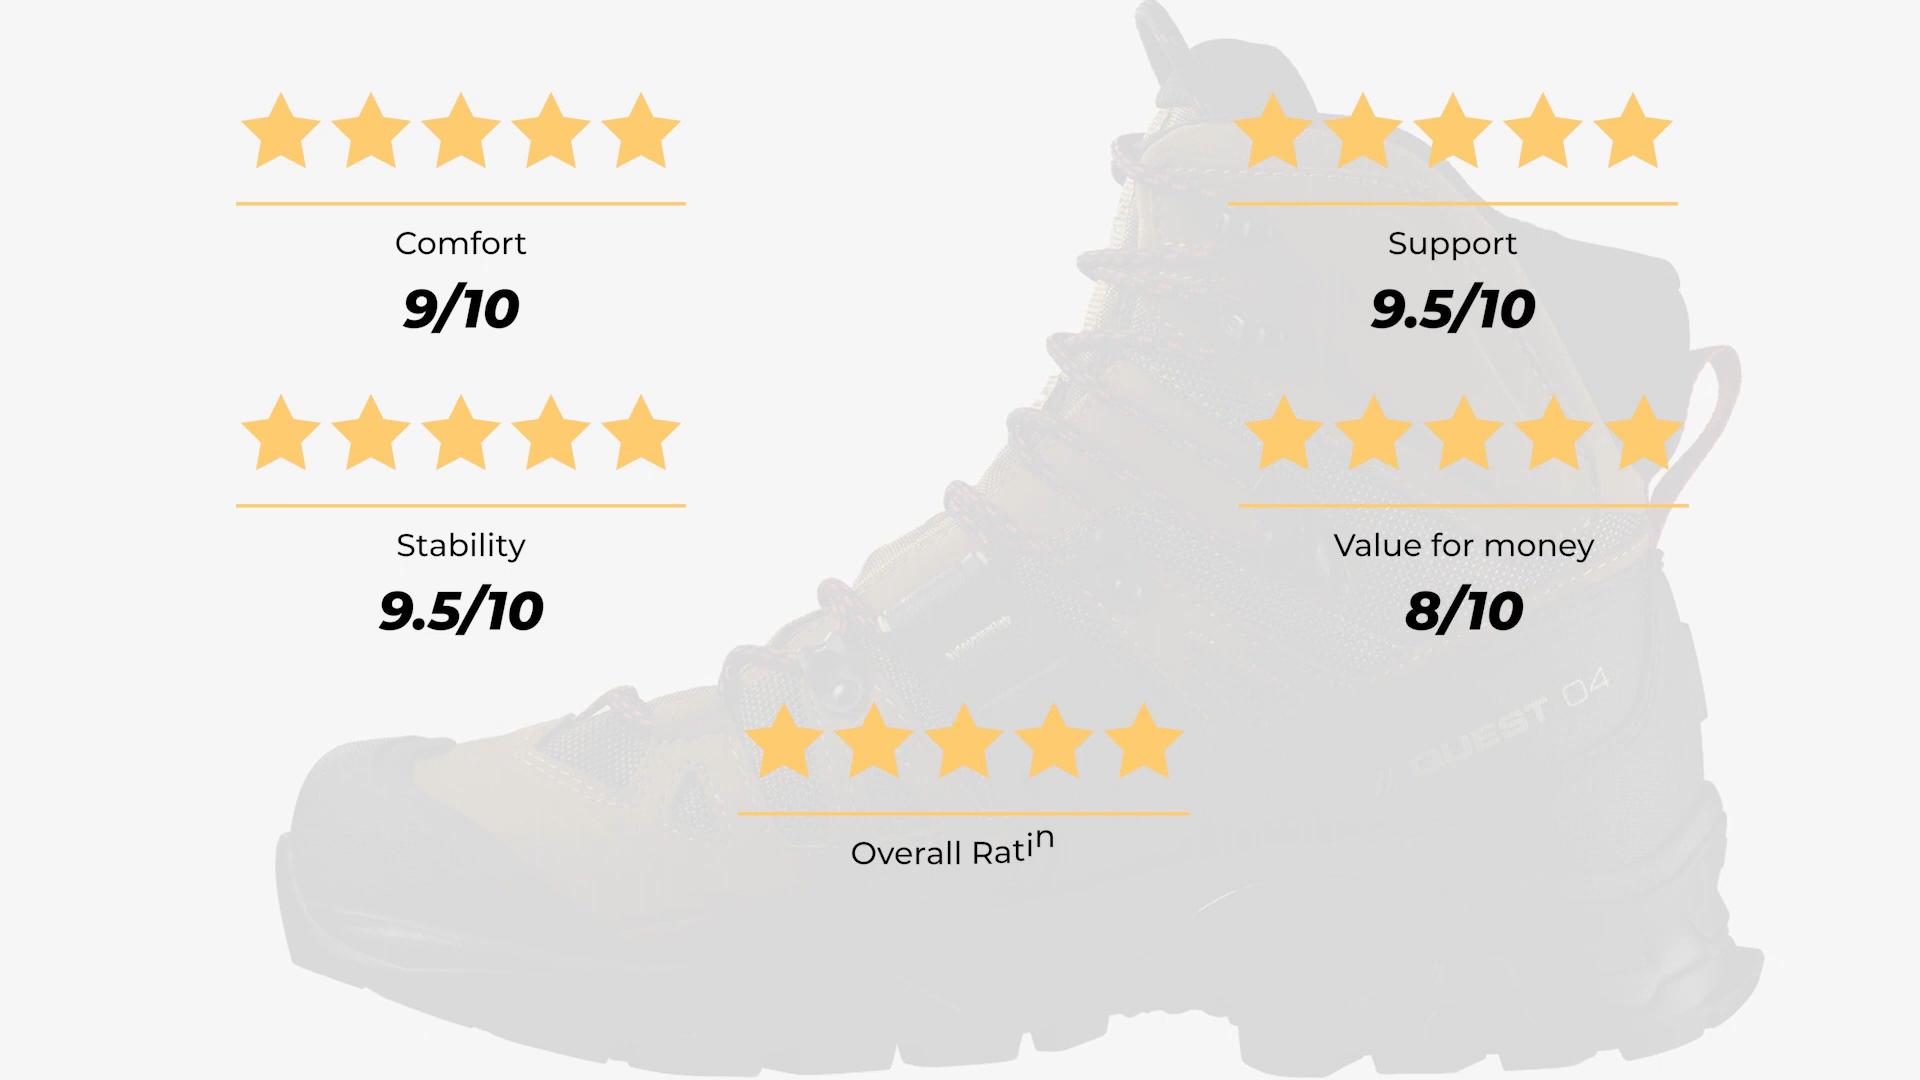 Comfort
9/10
Support
9.5/10
Stability
9.5/10
Value for money
8/10
QUEST 04
Overall Ratin